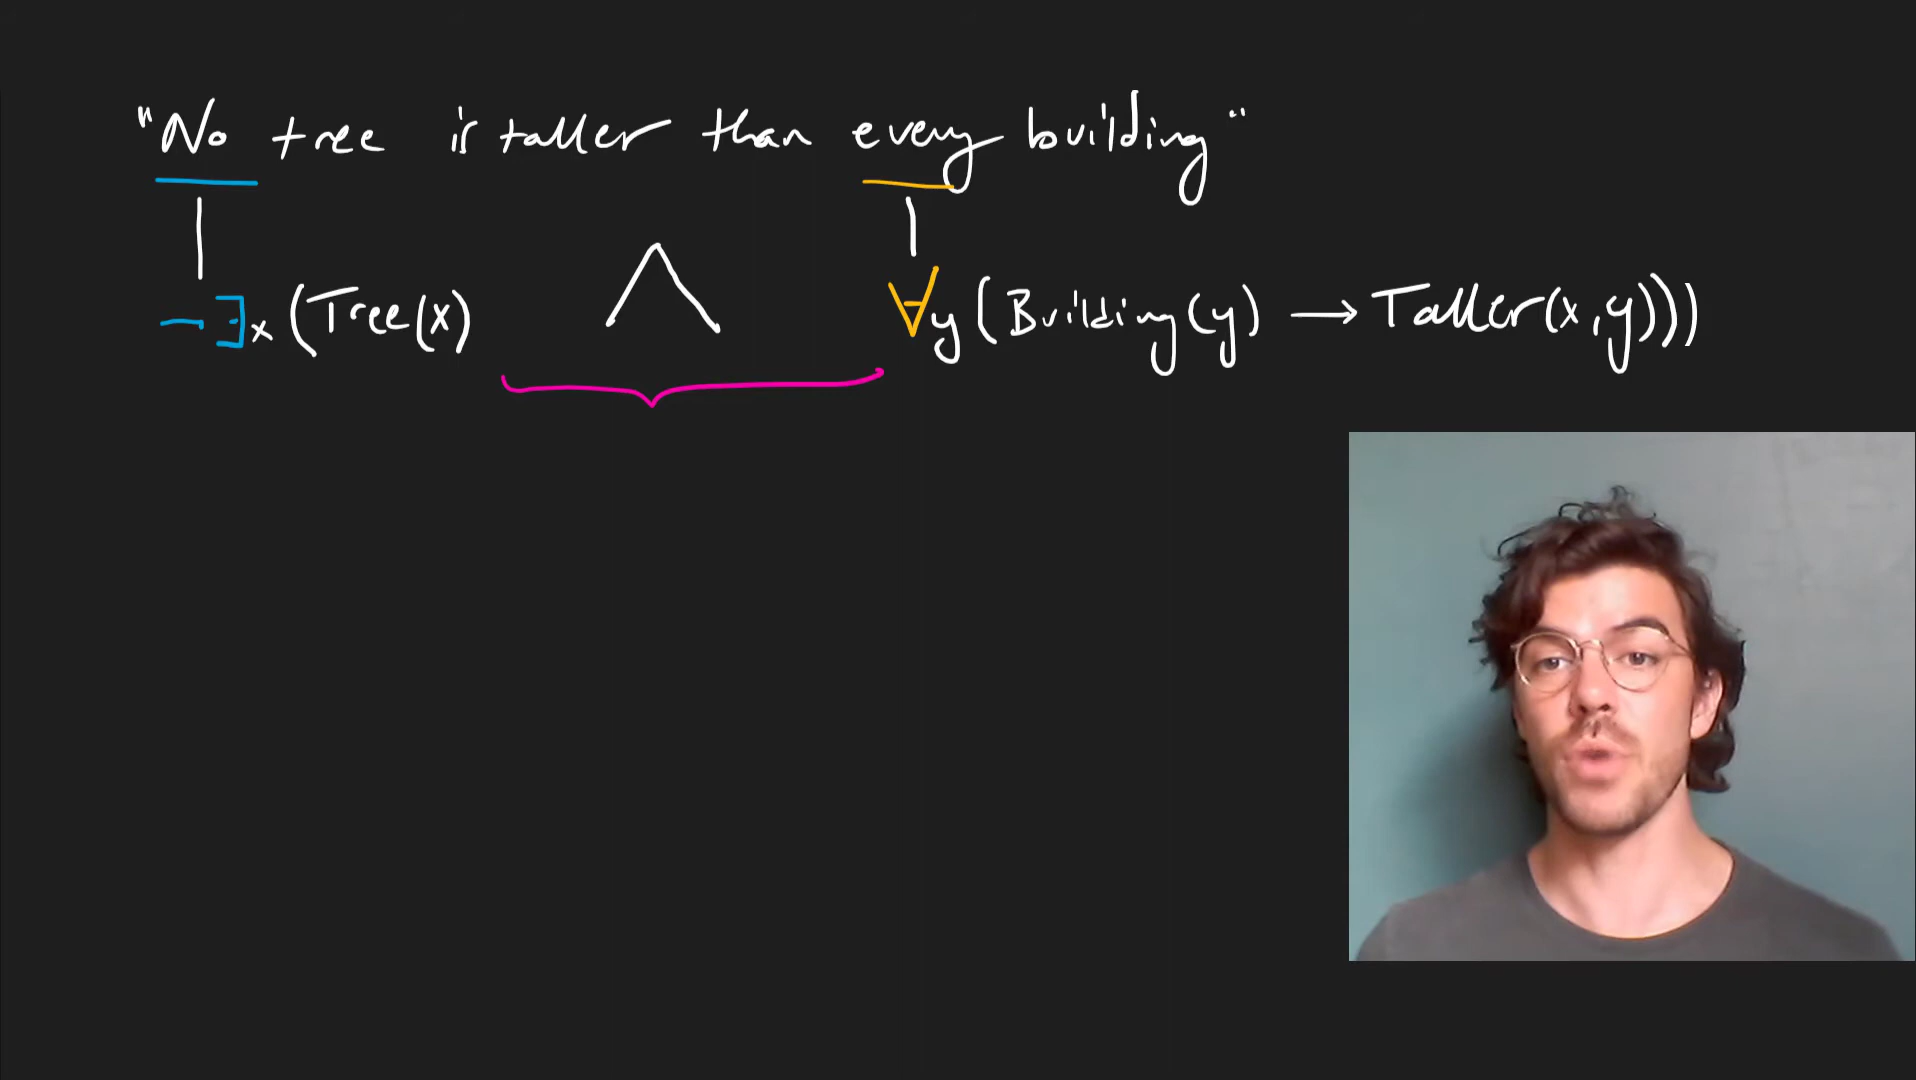 "No tree is taller than every building"
¬∃x(Tree(x) ∧ ∀y(Building(y) → Taller(x,y)))